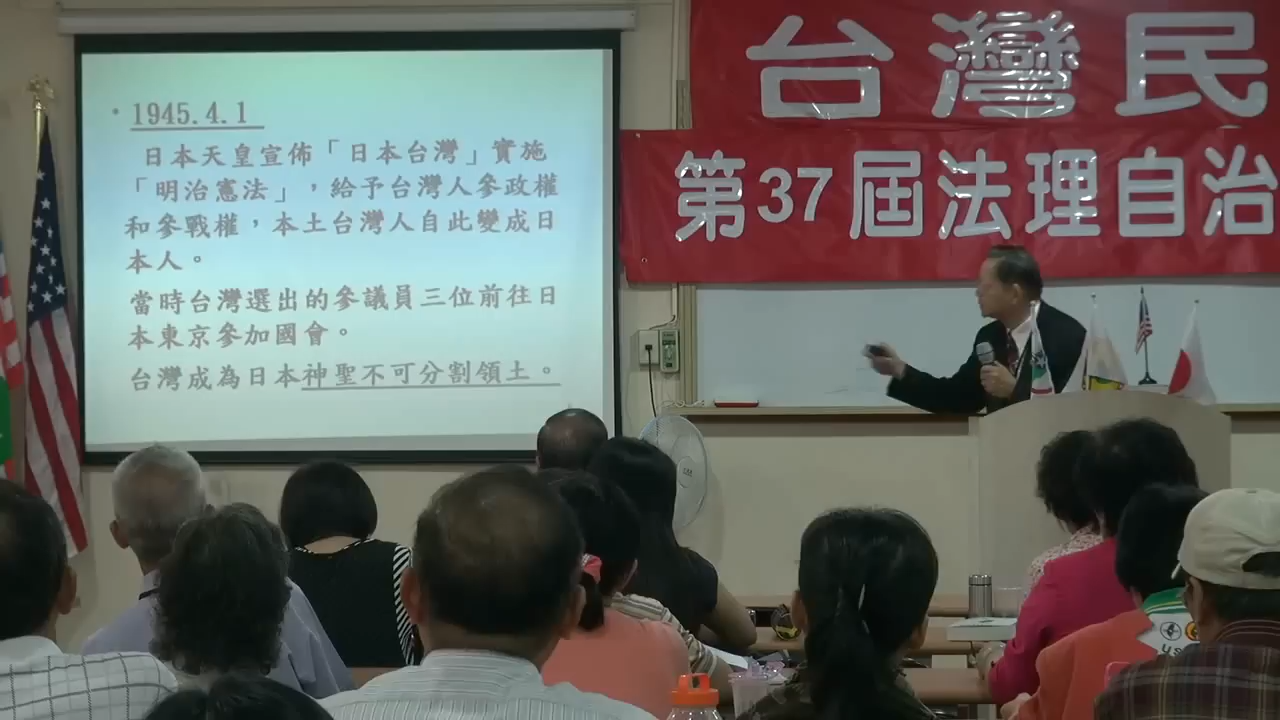 • 1945.4.1
日本天皇宣佈「日本台灣」實施
「明治憲法」，給予台灣人參政權
和參戰權，本土台灣人自此變成日
本人。
當時台灣選出的參議員三位前往日
本東京參加國會。
台灣成為日本神聖不可分割領土。
台灣民
第37屆法理自治